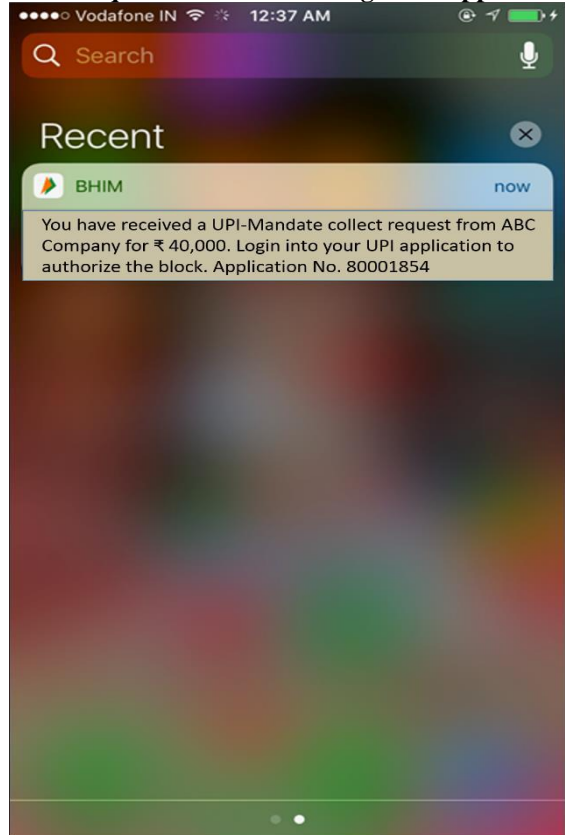 Vodafone IN 12:37 AM
Search
Recent
BHIM now
You have received a UPI-Mandate collect request from ABC
Company for ₹ 40,000. Login into your UPI application to
authorize the block. Application No. 80001854